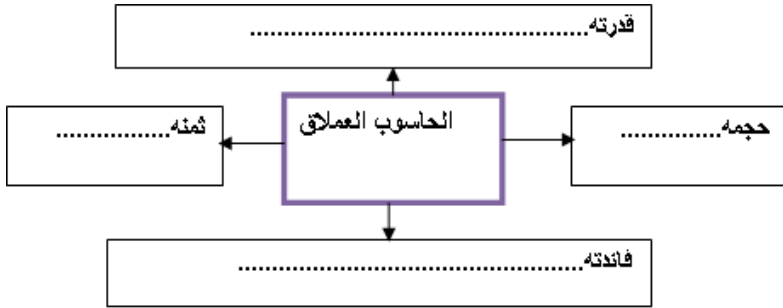 قدرته...............................................
الحاسوب العملاق
حجمه..............
ثمنه................
فائدته................................................